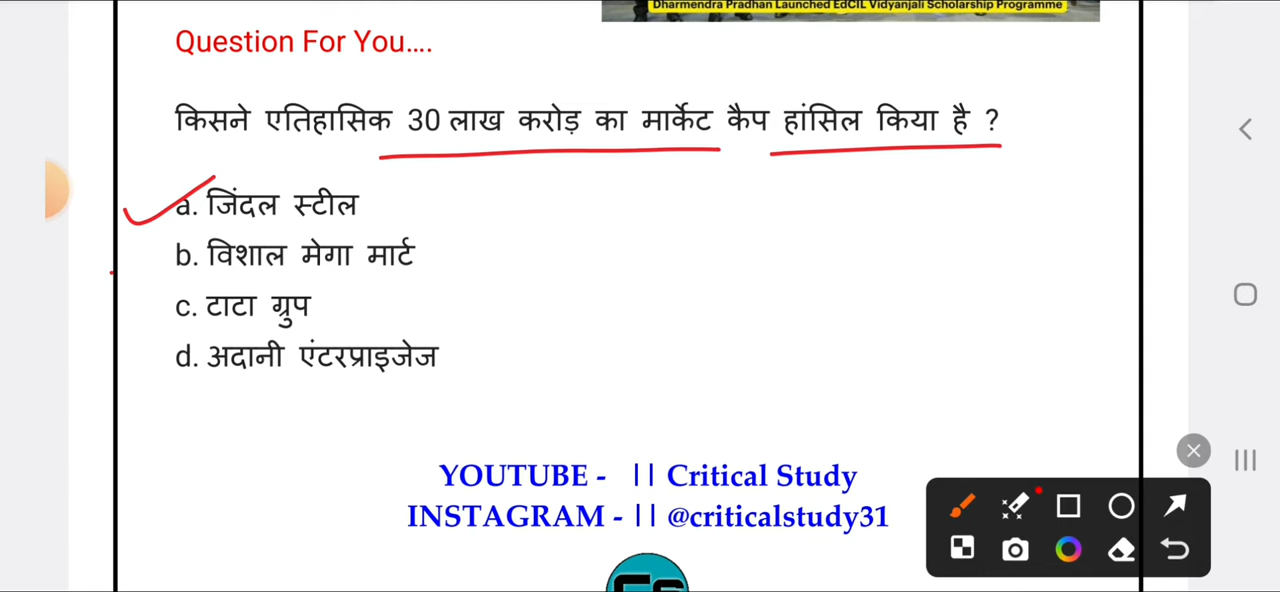 Dharmendra Pradhan Launched EdCIL Vidyanjali Scholarship Programme
Question For You....
किसने एतिहासिक 30 लाख करोड़ का मार्केट कैप हांसिल किया है ?
a. जिंदल स्टील
b. विशाल मेगा मार्ट
c. टाटा ग्रुप
d. अदानी एंटरप्राइजेज
YOUTUBE - || Critical Study
INSTAGRAM - || @criticalstudy31